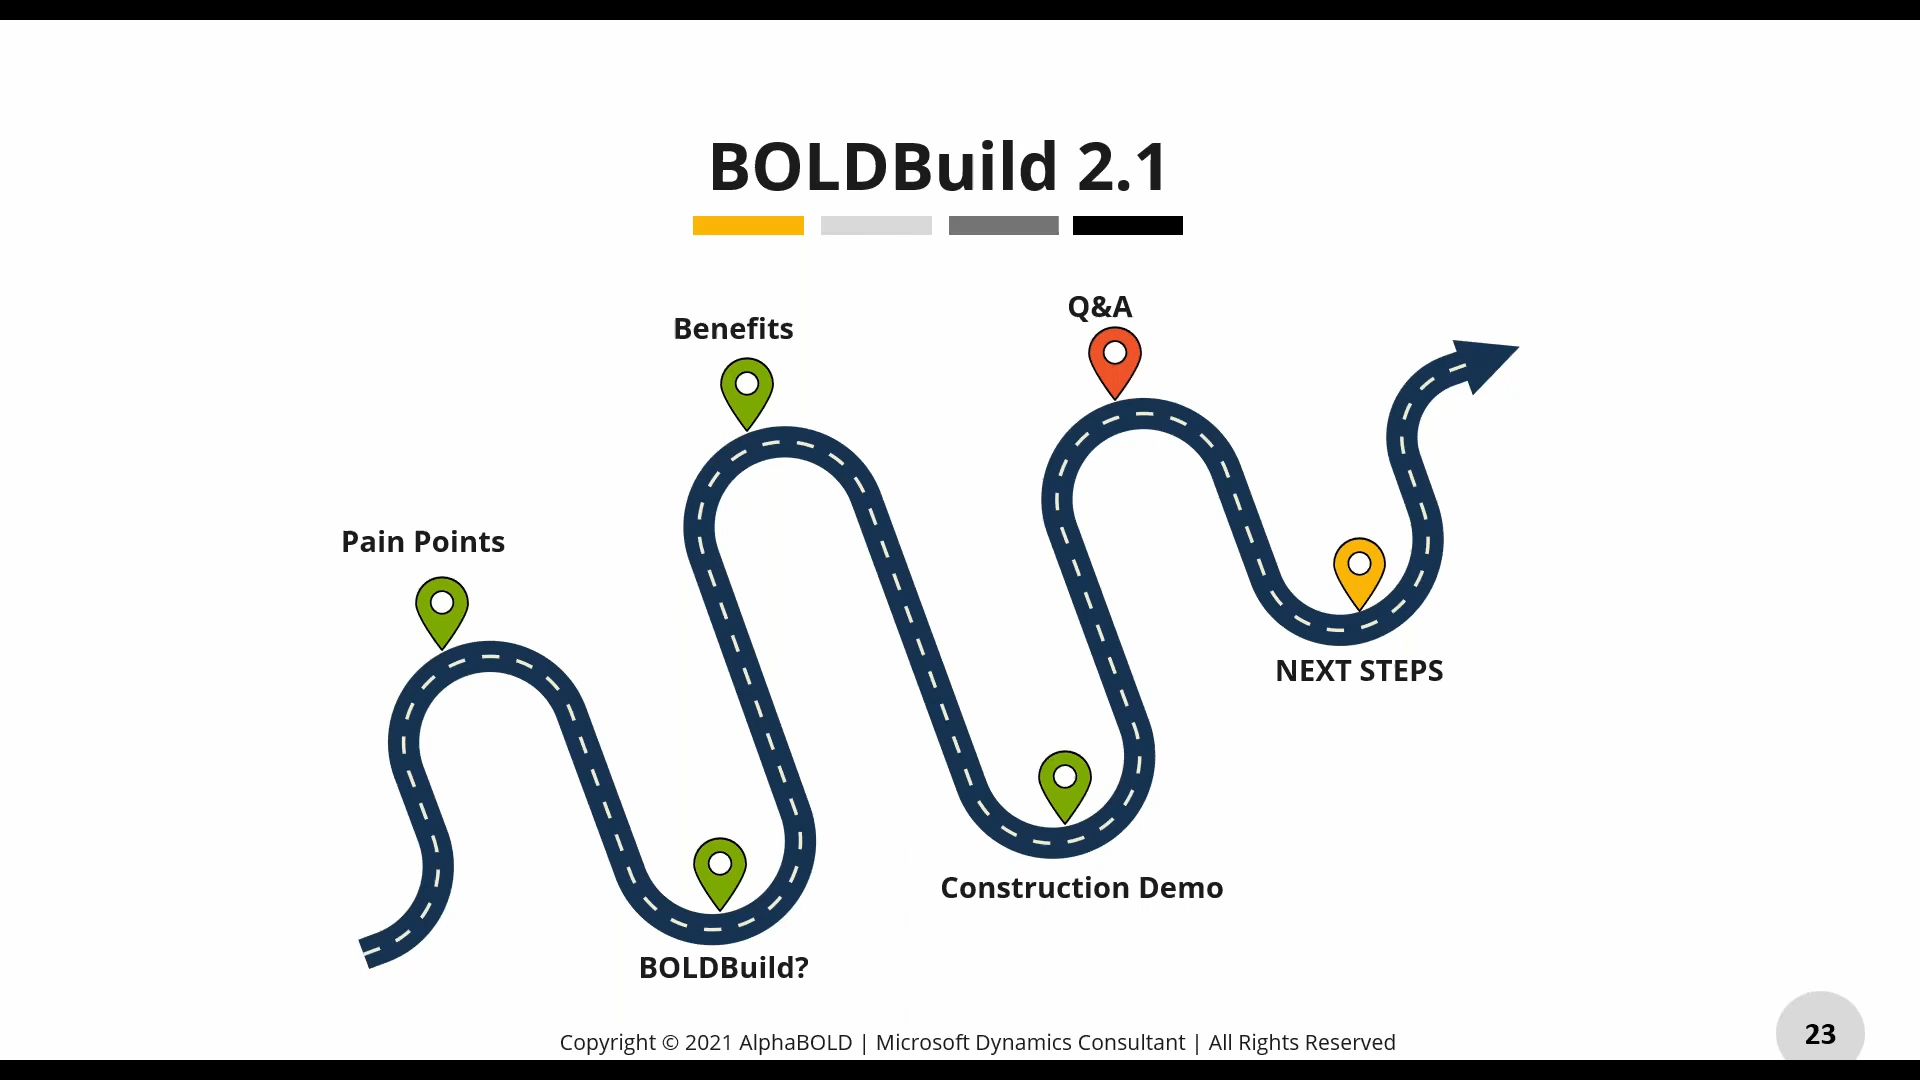 BOLDBuild 2.1
Q&A
Benefits
Pain Points
NEXT STEPS
Construction Demo
BOLDBuild?
Copyright © 2021 AlphaBOLD | Microsoft Dynamics Consultant | All Rights Reserved
23